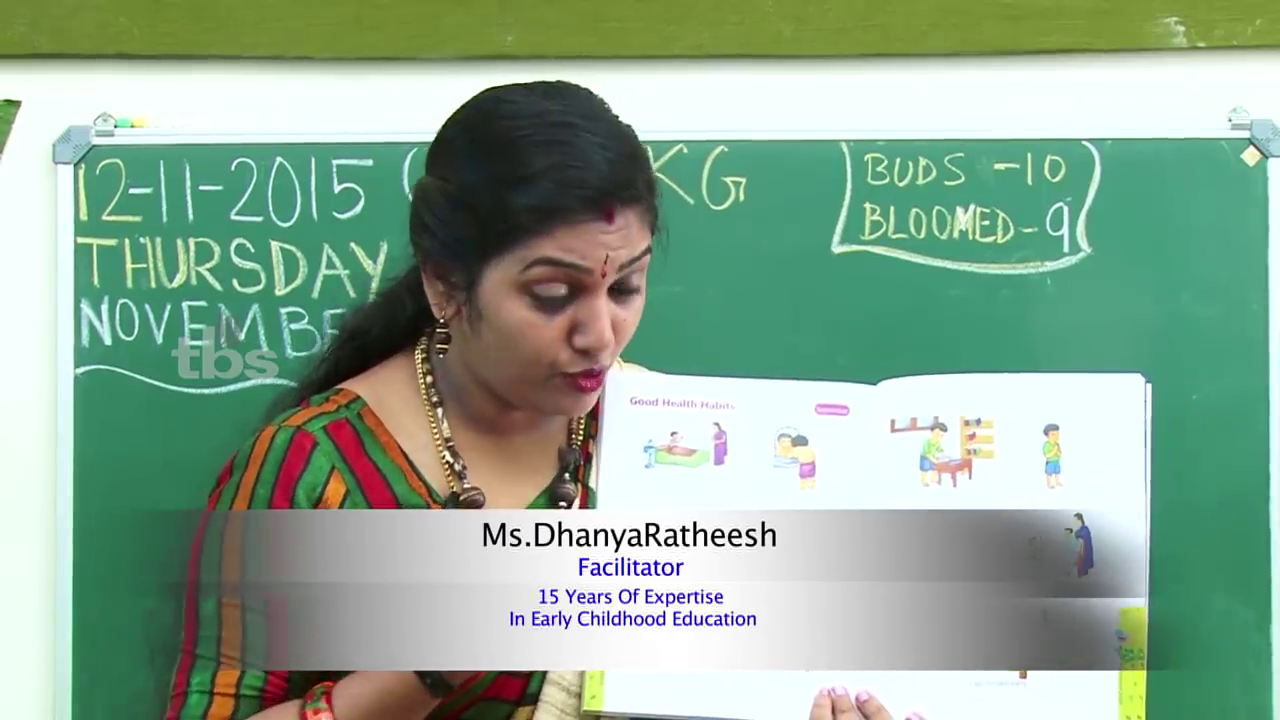 12-11-2015
KG
THURSDAY
NOVEMBE
BUDS -10
BLOOMED-9
tbs
Good Health Habits
Ms.DhanyaRatheesh
Facilitator
15 Years Of Expertise
In Early Childhood Education